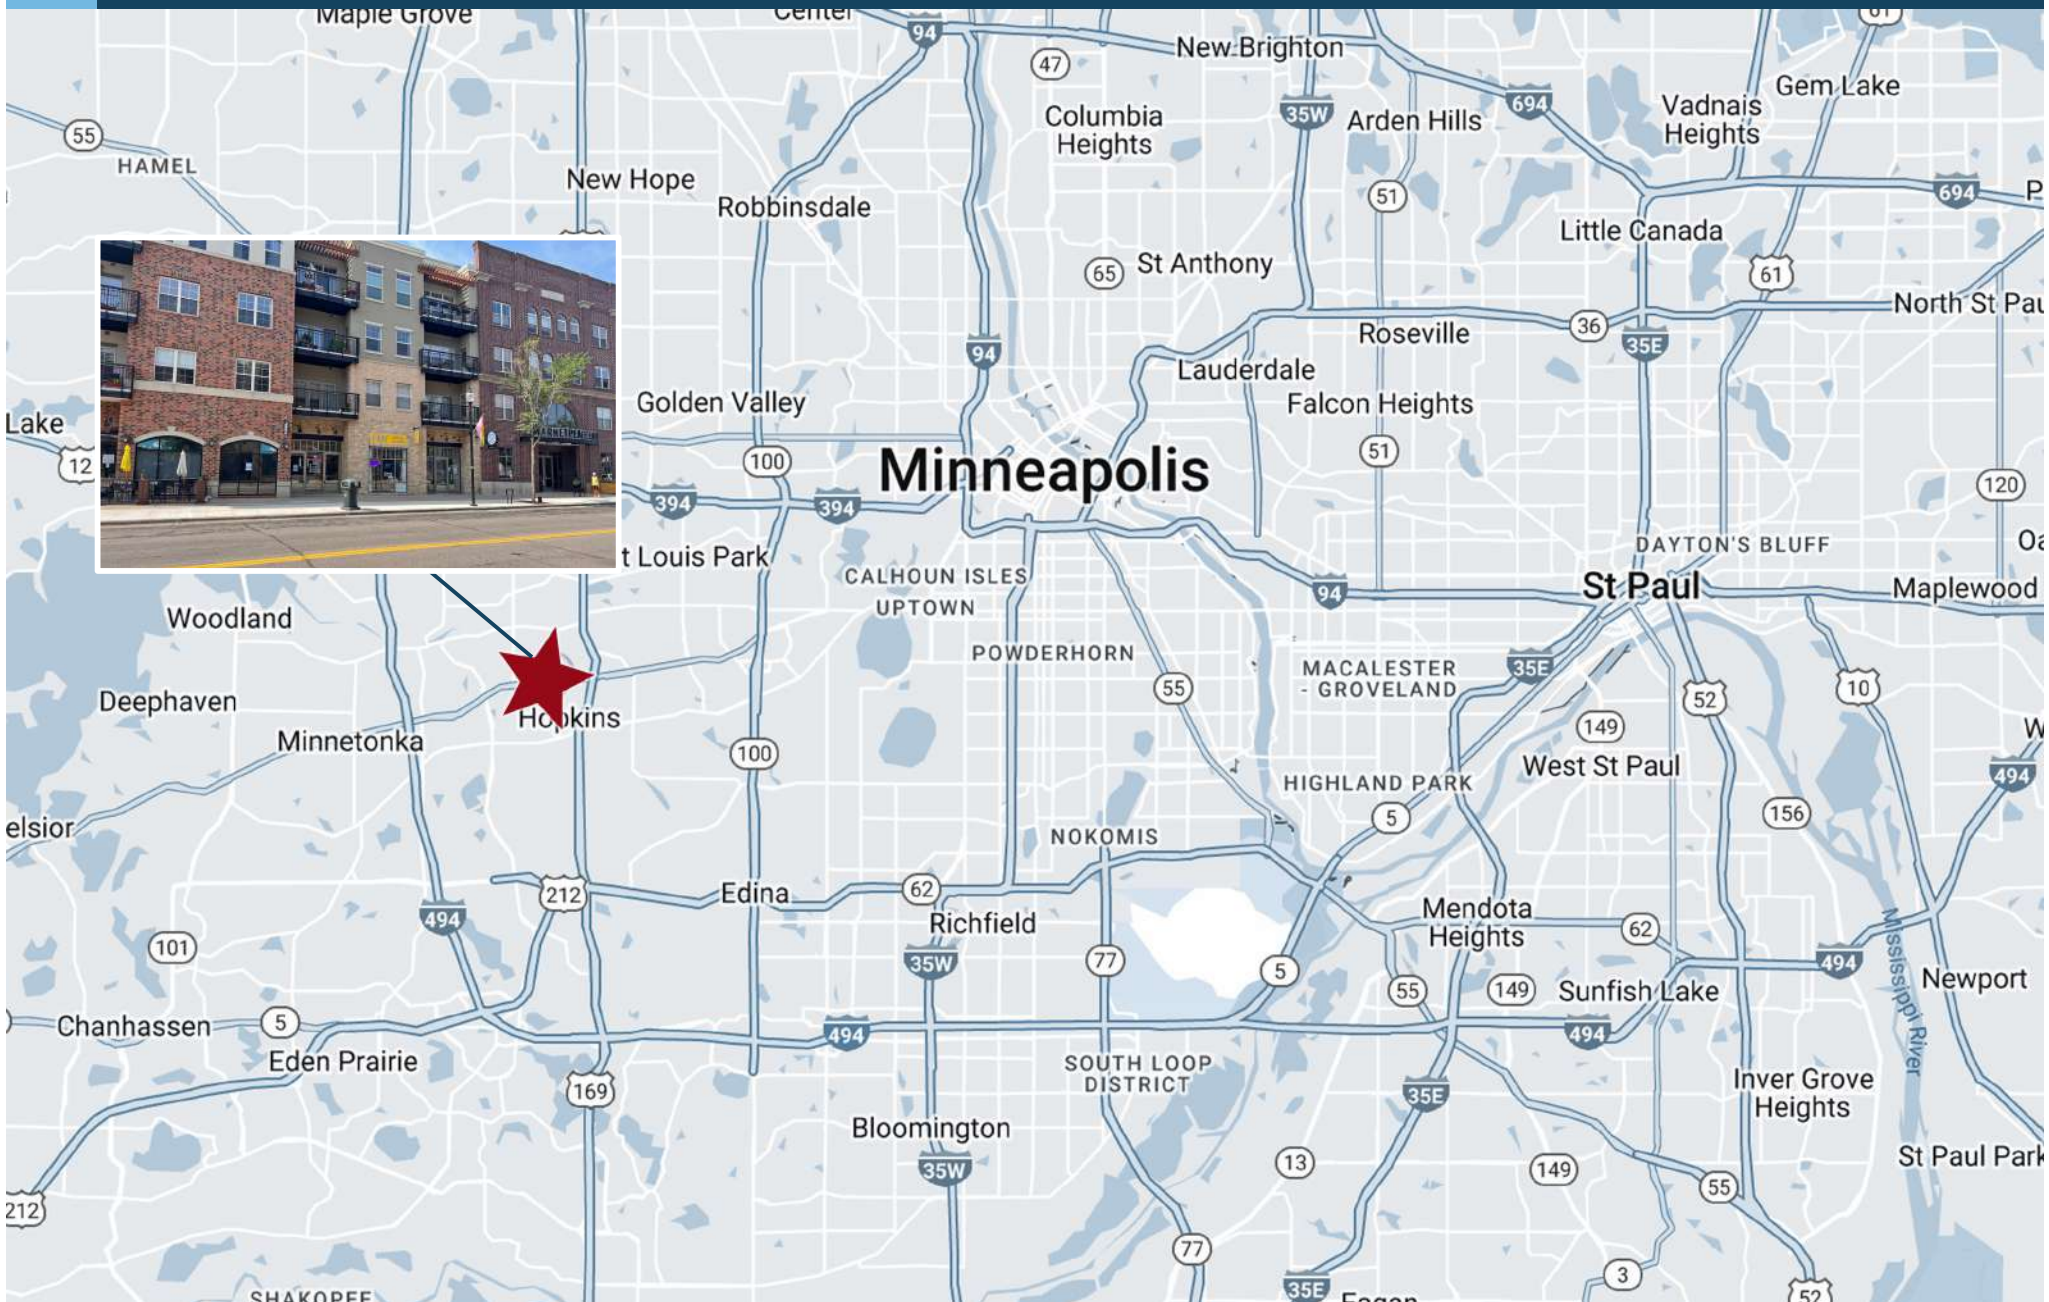 Maple Grove
Center
61
94
New Brighton
47
35W
Arden Hills
694
Vadnais
Heights
Gem Lake
Columbia
Heights
55
HAMEL
New Hope
Robbinsdale
51
694
P
Little Canada
65
St Anthony
61
North St Pau
36
Roseville
35E
94
Lauderdale
Golden Valley
Falcon Heights
Lake
12
100
Minneapolis
51
120
394
394
t Louis Park
DAYTON'S BLUFF
Oa
CALHOUN ISLES
UPTOWN
94
St Paul
Maplewood
Woodland
POWDERHORN
MACALESTER
- GROVELAND
35E
55
52
10
Deephaven
Hopkins
149
W
Minnetonka
100
West St Paul
494
HIGHLAND PARK
5
156
elsior
NOKOMIS
212
Edina
62
494
Richfield
Mendota
Heights
62
101
35W
77
5
494
Mississippi River
Newport
55
149
Sunfish Lake
Chanhassen
5
494
494
Eden Prairie
SOUTH LOOP
DISTRICT
169
35E
Inver Grove
Heights
Bloomington
35W
13
149
St Paul Park
55
212
77
3
35E
Eagan
52
SHAKOPEE